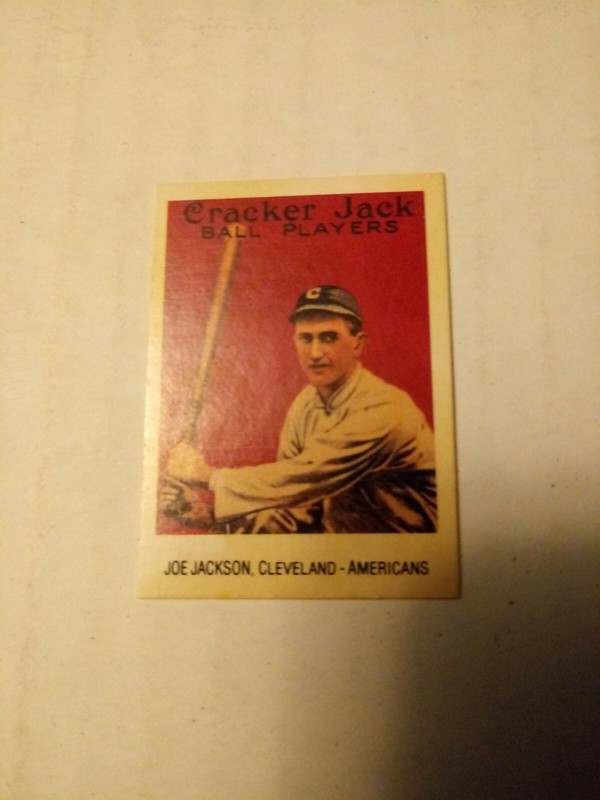 Cracker Jack
BALL PLAYERS
C
JOE JACKSON, CLEVELAND - AMERICANS